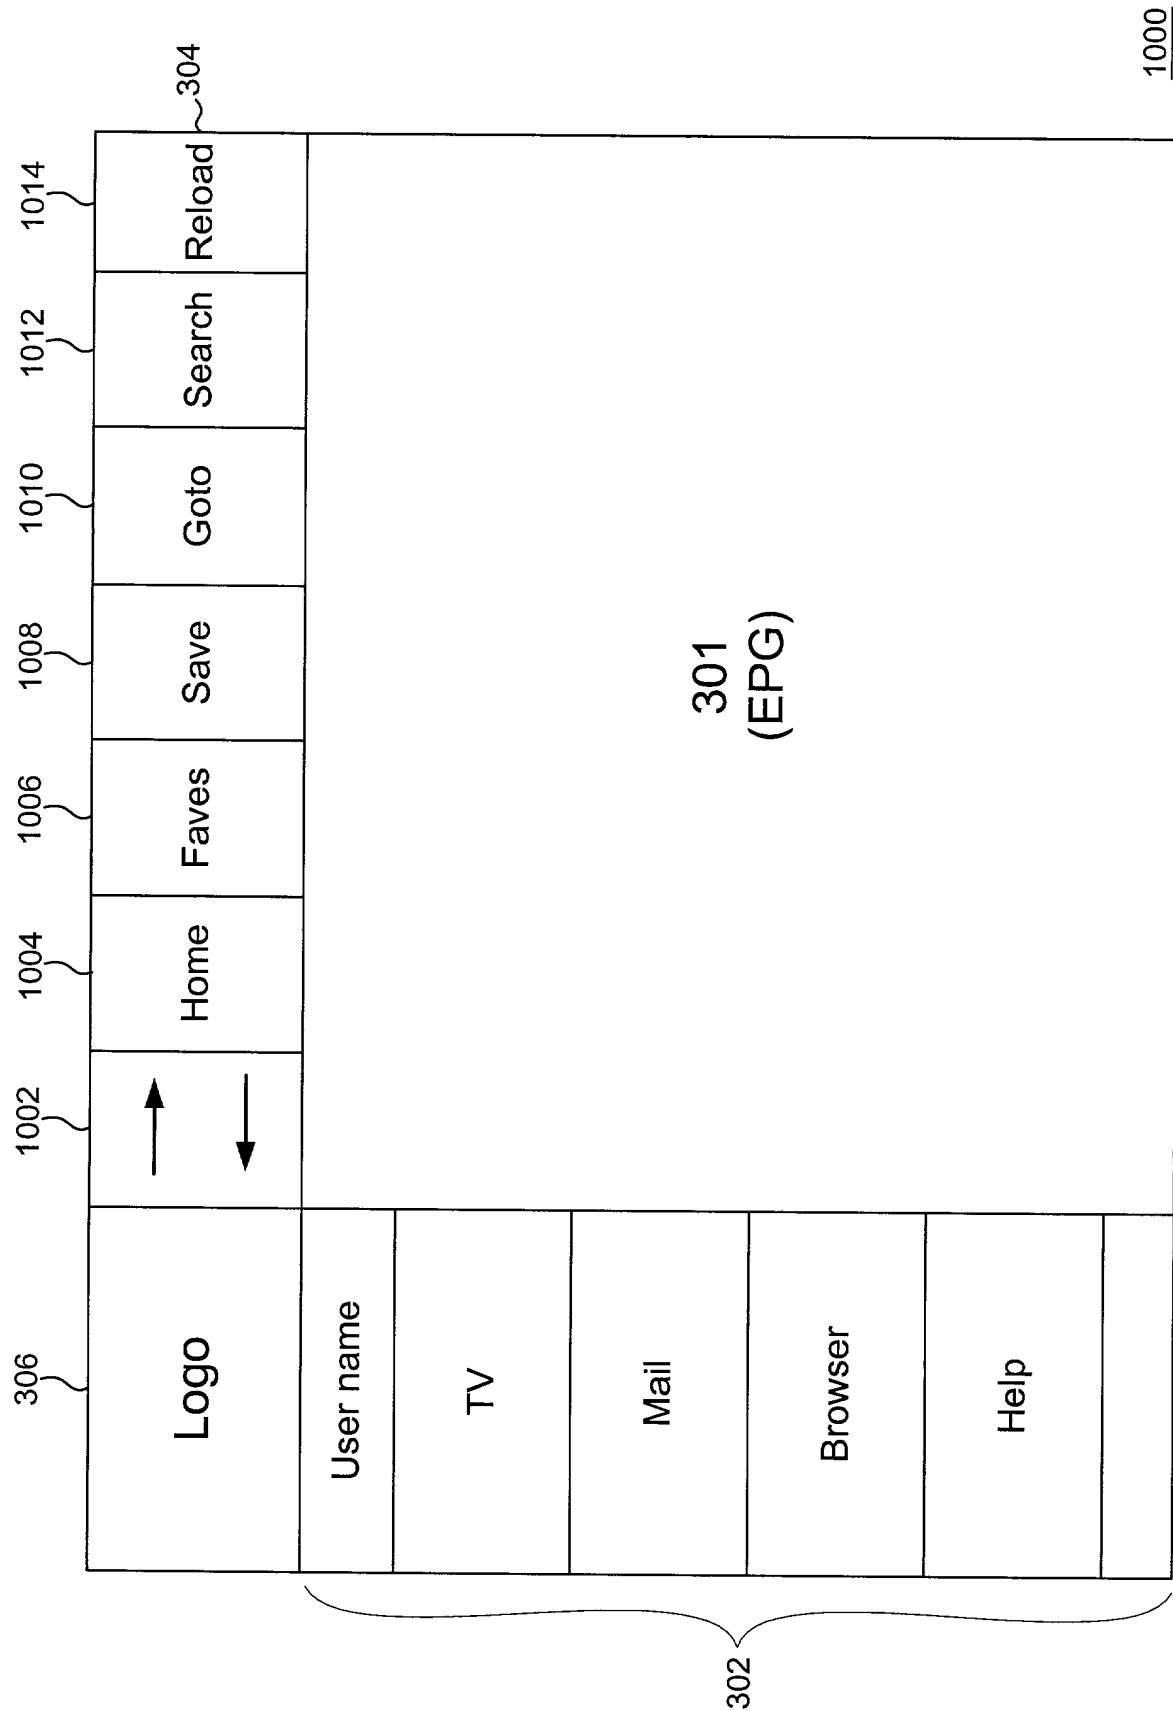 306
1002
1004
1006
1008
1010
1012
1014
304
Logo
Home
Faves
Save
Goto
Search
Reload
User name
TV
Mail
Browser
Help
302
301
(EPG)
1000